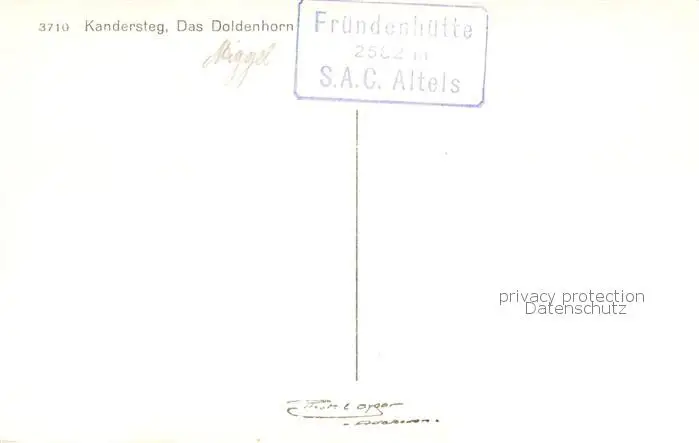 3710 Kandersteg, Das Doldenhorn
Fründenhütte
2562 m
S.A.C. Altels
privacy protection
Datenschutz